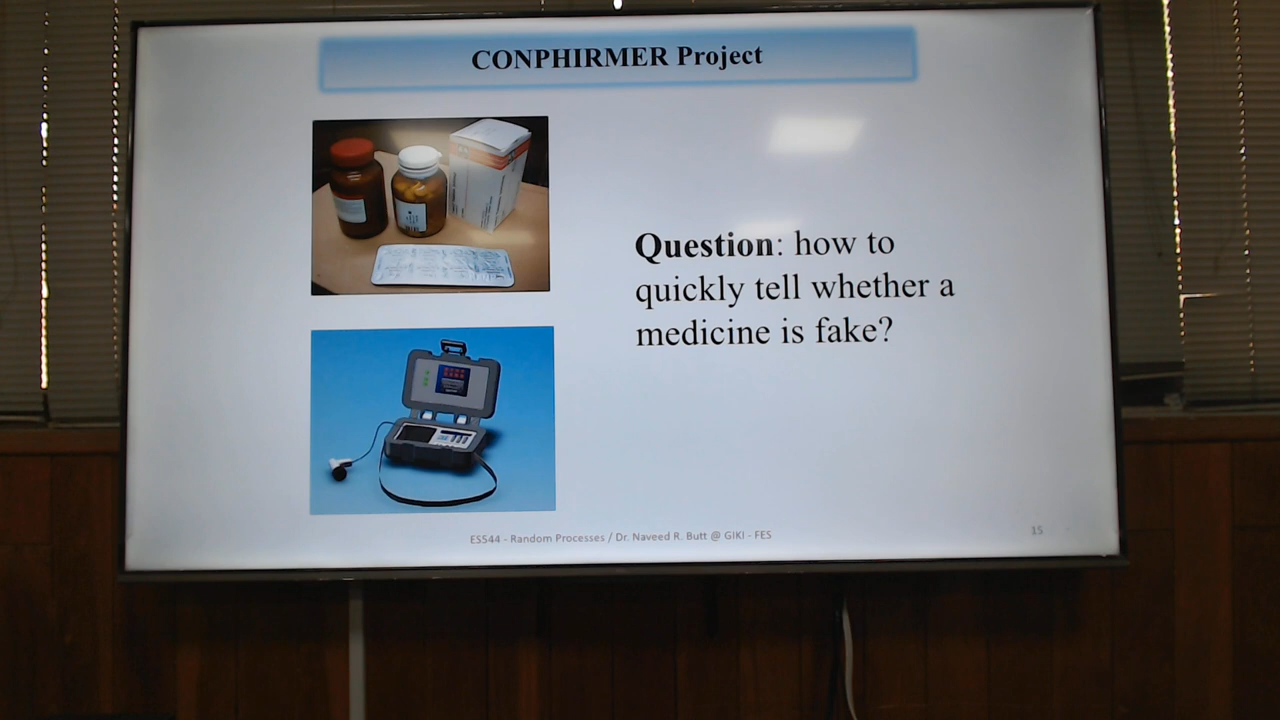 CONPHIRMER Project
Question: how to
quickly tell whether a
medicine is fake?
ES544 - Random Processes / Dr. Naveed R. Butt @ GIKI - FES
15